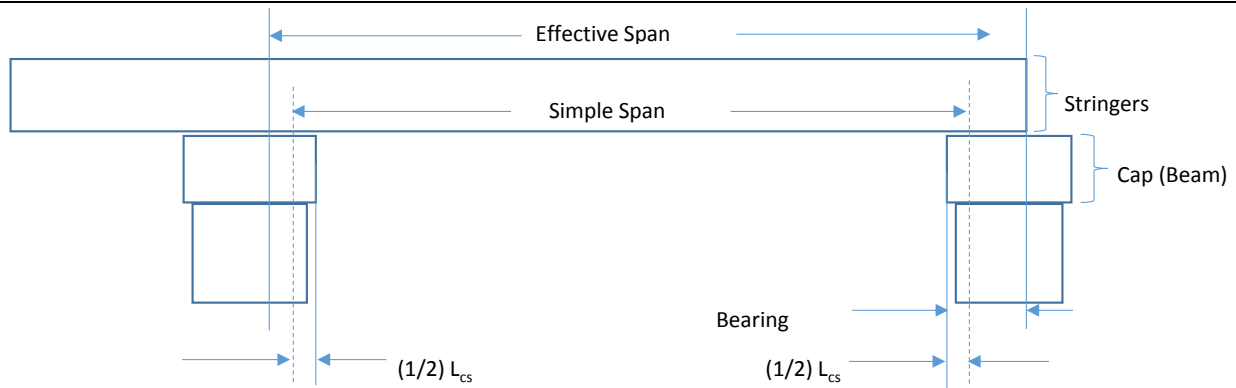 Effective Span
Stringers
Simple Span
Cap (Beam)
Bearing
(1/2) Lcs
(1/2) Lcs